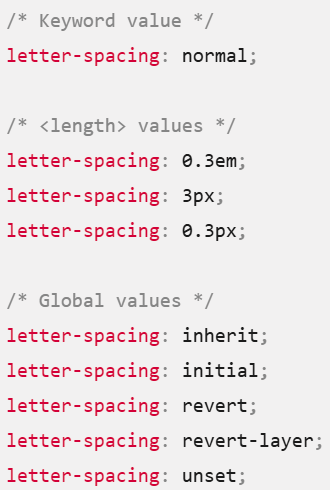 /* Keyword value */
letter-spacing: normal;
/* <length> values */
letter-spacing: 0.3em;
letter-spacing: 3px;
letter-spacing: 0.3px;
/* Global values */
letter-spacing: inherit;
letter-spacing: initial;
letter-spacing: revert;
letter-spacing: revert-layer;
letter-spacing: unset;